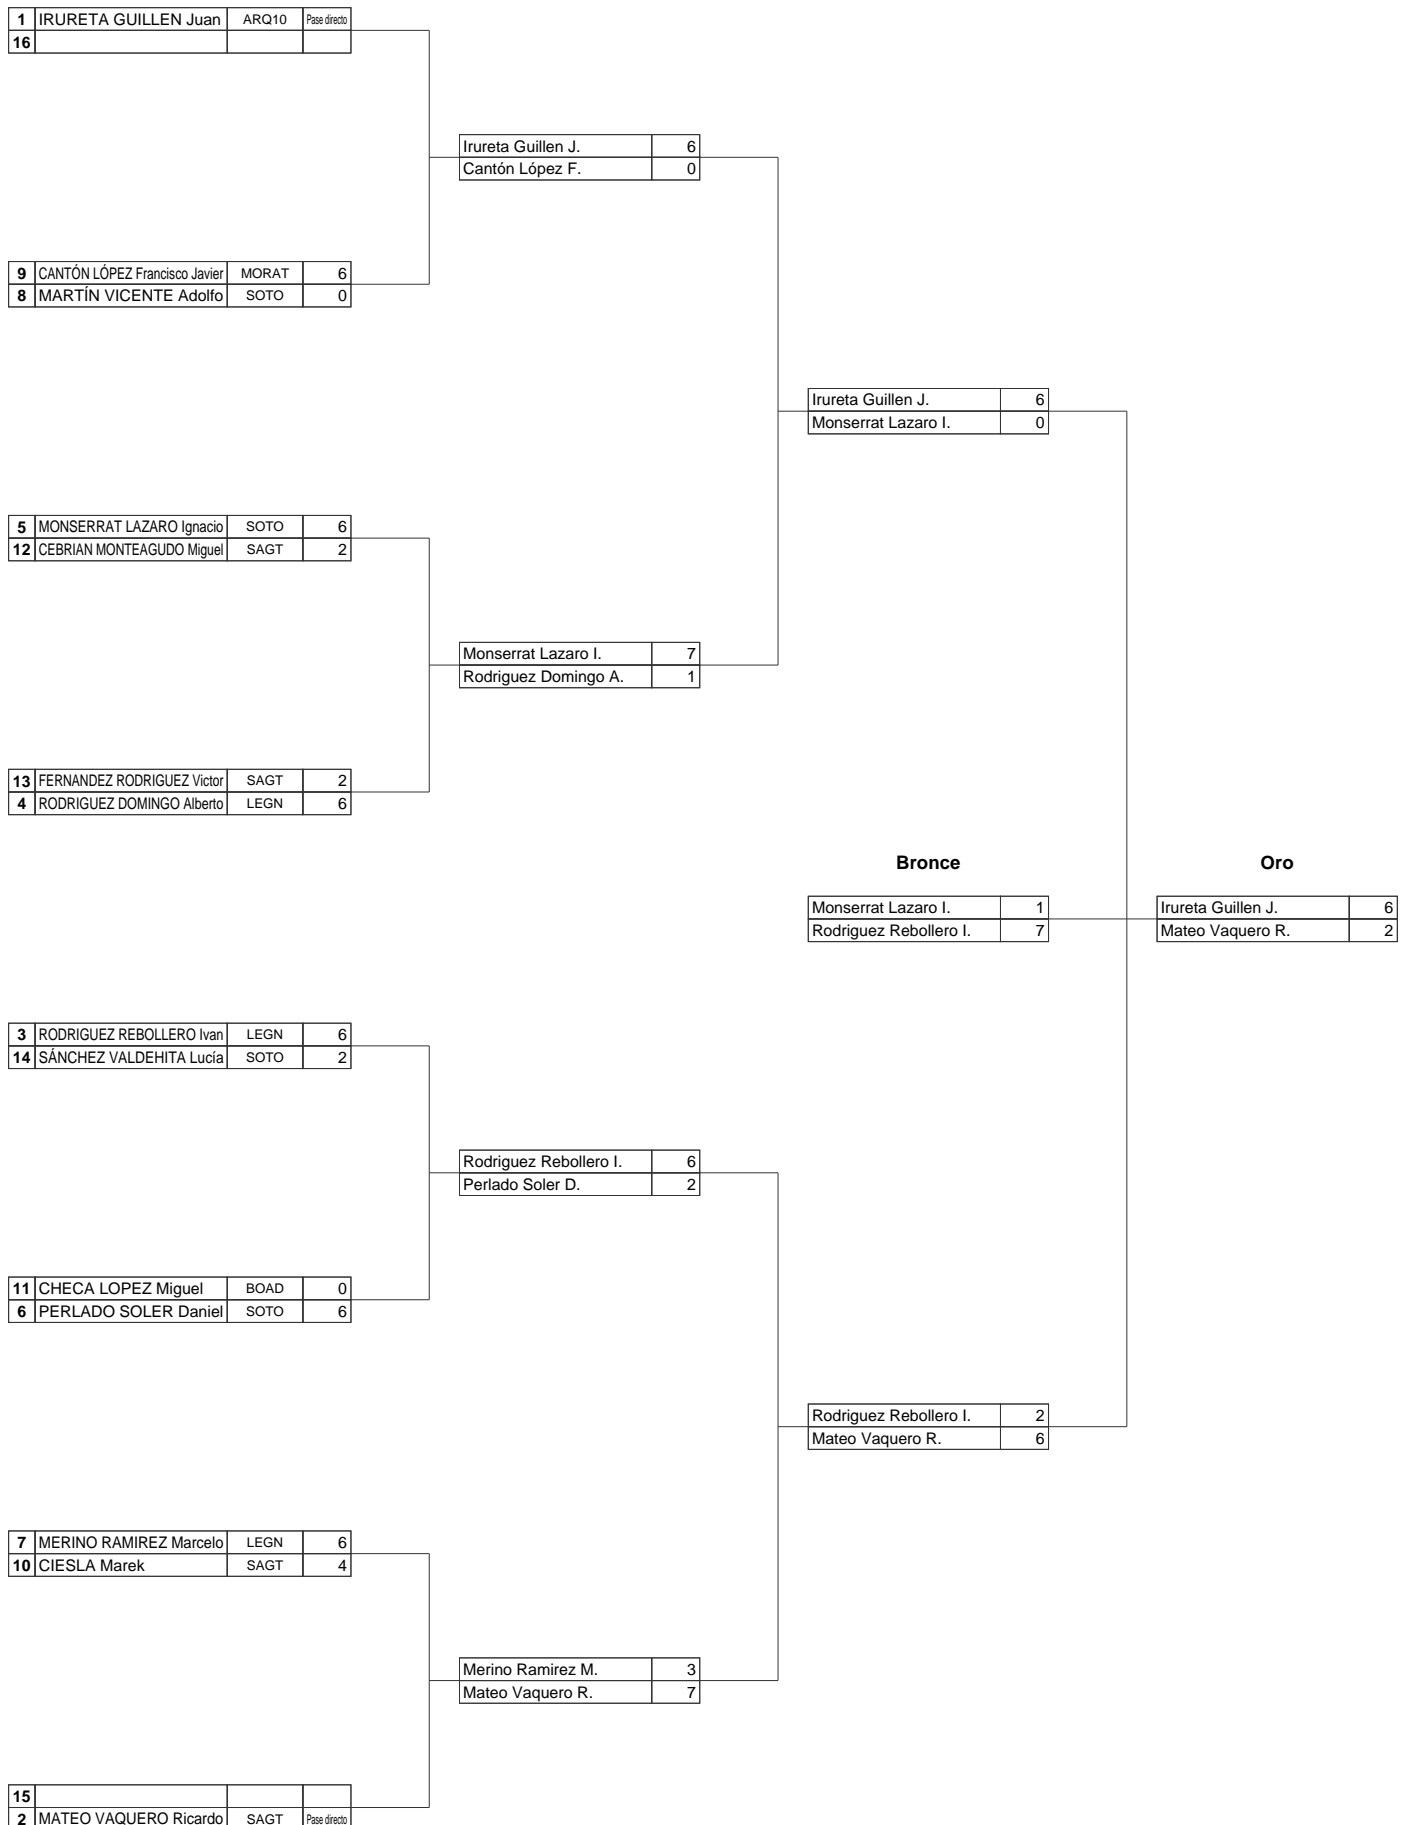 1 IRURETA GUILLEN Juan ARQ10 Pase directo
16
Irureta Guillen J. 6
Cantón López F. 0
9 CANTÓN LÓPEZ Francisco Javier MORAT 6
8 MARTÍN VICENTE Adolfo SOTO 0
Irureta Guillen J. 6
Monserrat Lazaro I. 0
5 MONSERRAT LAZARO Ignacio SOTO 6
12 CEBRIAN MONTEAGUDO Miguel SAGT 2
Monserrat Lazaro I. 7
Rodriguez Domingo A. 1
13 FERNANDEZ RODRIGUEZ Victor SAGT 2
4 RODRIGUEZ DOMINGO Alberto LEGN 6
Bronce Oro
Monserrat Lazaro I. 1 Irureta Guillen J. 6
Rodriguez Rebollero I. 7 Mateo Vaquero R. 2
3 RODRIGUEZ REBOLLERO Ivan LEGN 6
14 SÁNCHEZ VALDEHITA Lucía SOTO 2
Rodriguez Rebollero I. 6
Perlado Soler D. 2
11 CHECA LOPEZ Miguel BOAD 0
6 PERLADO SOLER Daniel SOTO 6
Rodriguez Rebollero I. 2
Mateo Vaquero R. 6
7 MERINO RAMIREZ Marcelo LEGN 6
10 CIESLA Marek SAGT 4
Merino Ramirez M. 3
Mateo Vaquero R. 7
15
2 MATEO VAQUERO Ricardo SAGT Pase directo